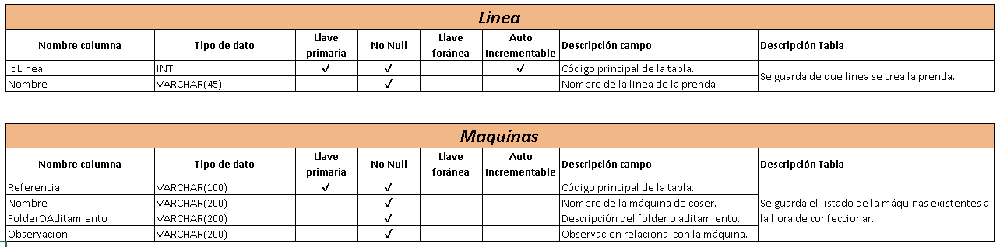 Linea
Nombre columna Tipo de dato Llave primaria No Null Llave foránea Auto Incrementable Descripción campo Descripción Tabla
idLinea INT ✓ ✓ ✓ Código principal de la tabla. Se guarda de que linea se crea la prenda.
Nombre VARCHAR(45) ✓ Nombre de la linea de la prenda.
Maquinas
Nombre columna Tipo de dato Llave primaria No Null Llave foránea Auto Incrementable Descripción campo Descripción Tabla
Referencia VARCHAR(100) ✓ ✓ Código principal de la tabla.
Nombre VARCHAR(200) ✓ Nombre de la máquina de coser. Se guarda el listado de la máquinas existentes a
FolderOAditamiento VARCHAR(200) ✓ Descripción del folder o aditamiento. la hora de confeccionar.
Observacion VARCHAR(200) ✓ Observacion relaciona con la máquina.